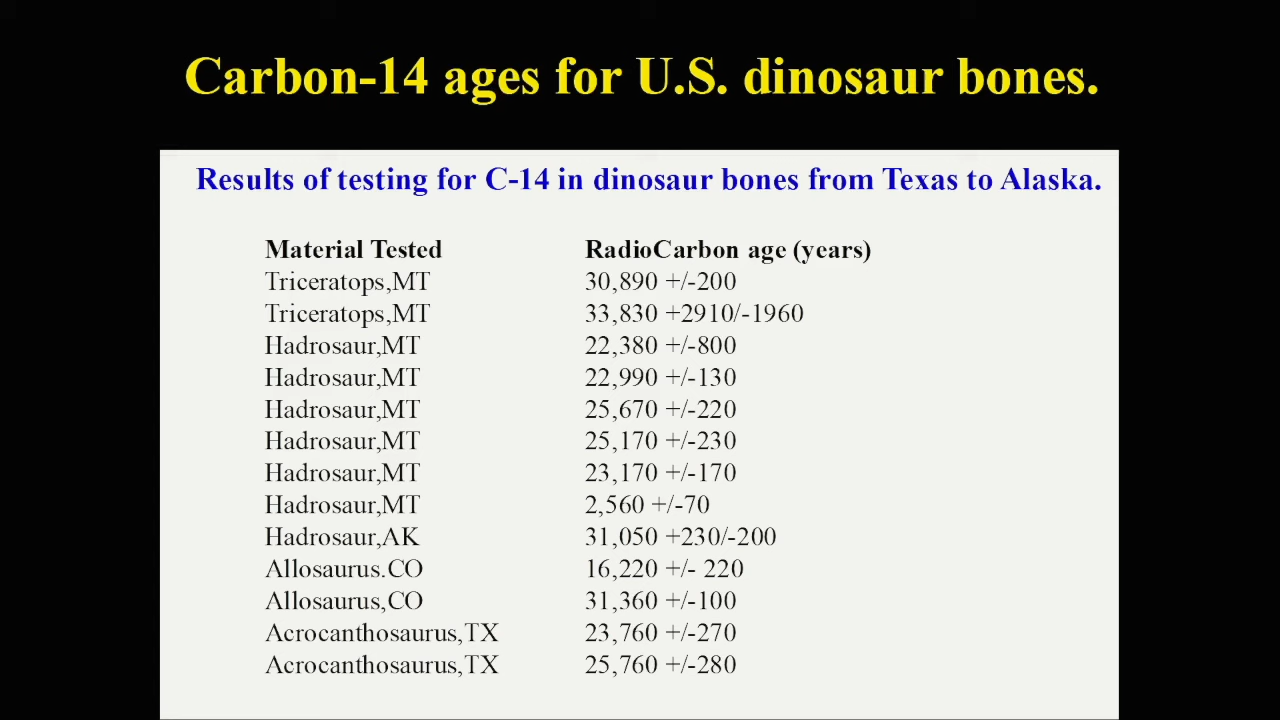 Carbon-14 ages for U.S. dinosaur bones.
Results of testing for C-14 in dinosaur bones from Texas to Alaska.
Material Tested RadioCarbon age (years)
Triceratops,MT 30,890 +/-200
Triceratops,MT 33,830 +2910/-1960
Hadrosaur,MT 22,380 +/-800
Hadrosaur,MT 22,990 +/-130
Hadrosaur,MT 25,670 +/-220
Hadrosaur,MT 25,170 +/-230
Hadrosaur,MT 23,170 +/-170
Hadrosaur,MT 2,560 +/-70
Hadrosaur,AK 31,050 +230/-200
Allosaurus.CO 16,220 +/- 220
Allosaurus,CO 31,360 +/-100
Acrocanthosaurus,TX 23,760 +/-270
Acrocanthosaurus,TX 25,760 +/-280